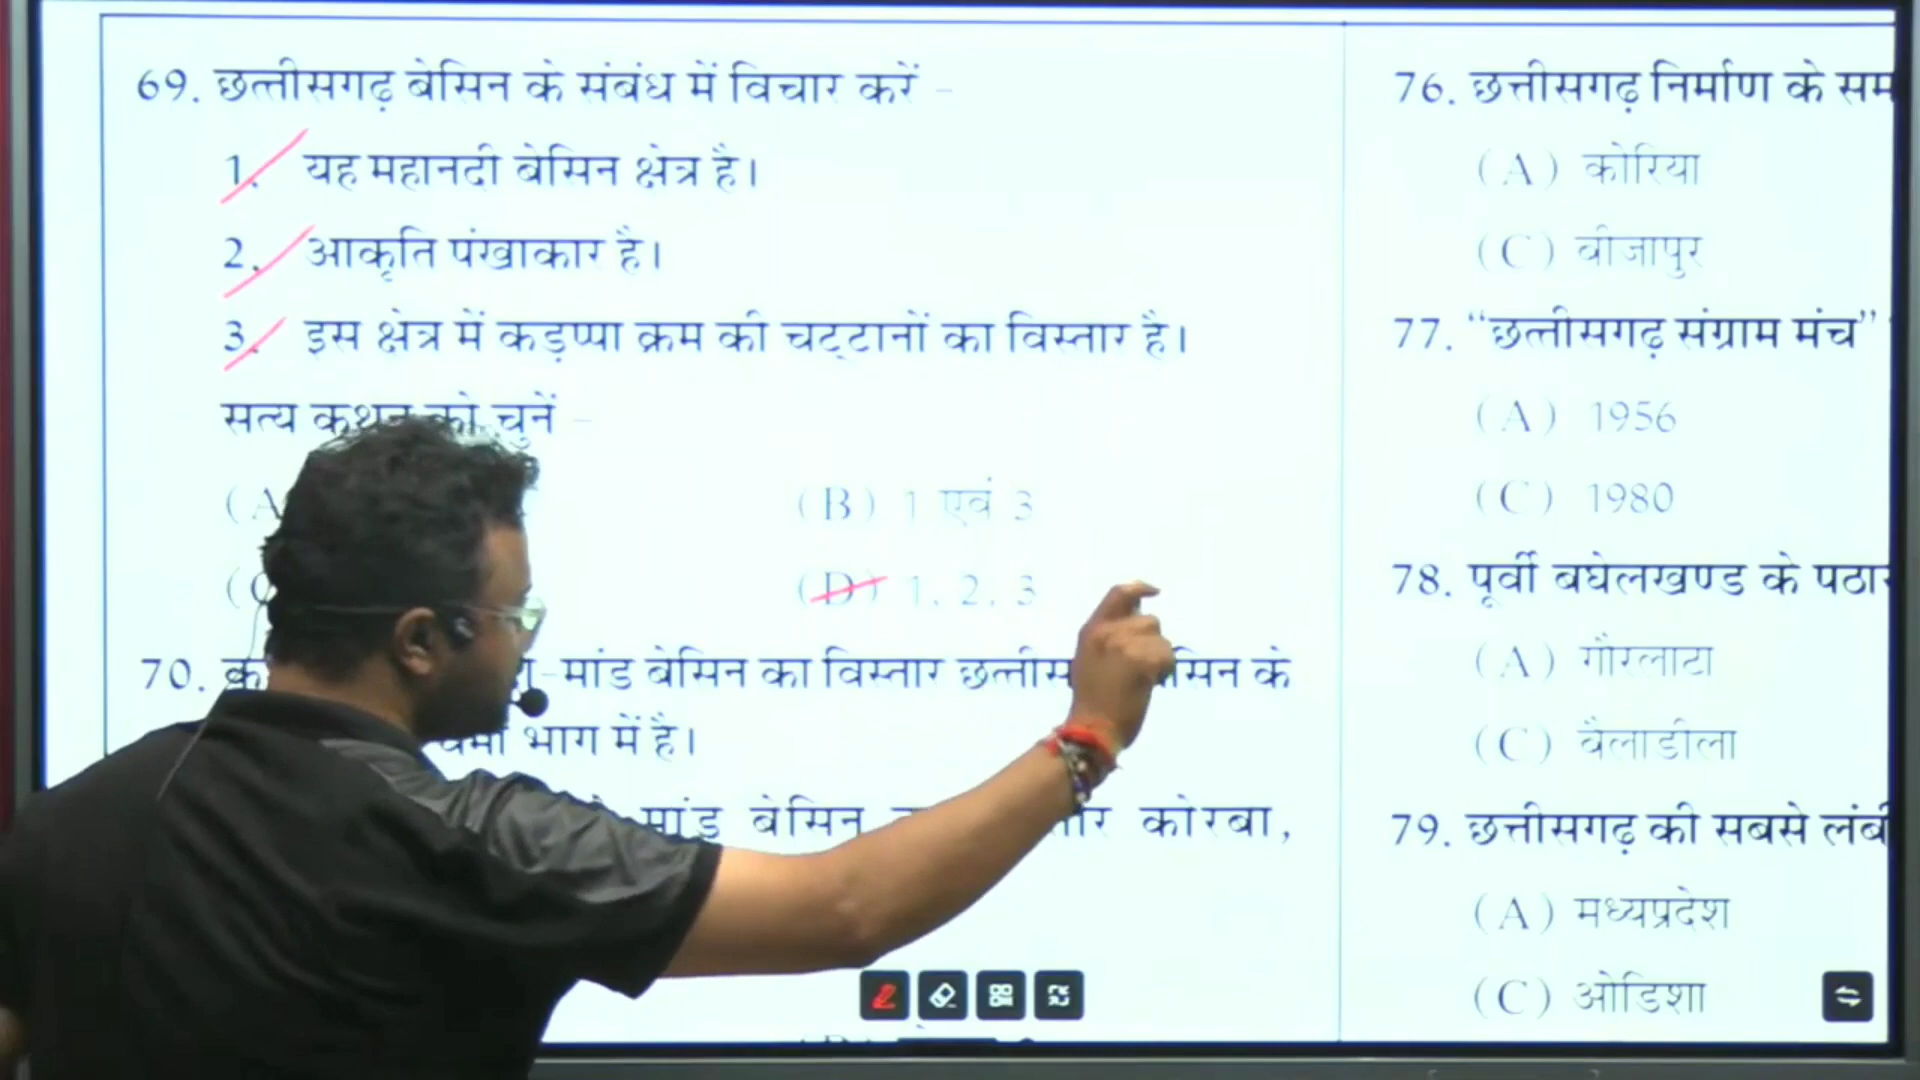 69. छत्तीसगढ़ बेसिन के संबंध में विचार करें -
1. यह महानदी बेसिन क्षेत्र है।
2. आकृति पंखाकार है।
3. इस क्षेत्र में कड़प्पा क्रम की चट्टानों का विस्तार है।
सत्य कथन को चुनें -
(A
(B) 1 एवं 3
(C
(D) 1, 2, 3
70. मांड बेसिन का विस्तार के
भाग में है।
मांड बेसिन कोरबा,
76. छत्तीसगढ़ निर्माण के सम
(A) कोरिया
(C) बीजापुर
77. “छत्तीसगढ़ संग्राम मंच”
(A) 1956
(C) 1980
78. पूर्वी बघेलखण्ड के पठार
(A) गौरलाटा
(C) बैलाडीला
79. छत्तीसगढ़ की सबसे लंबी
(A) मध्यप्रदेश
(C) ओडिशा